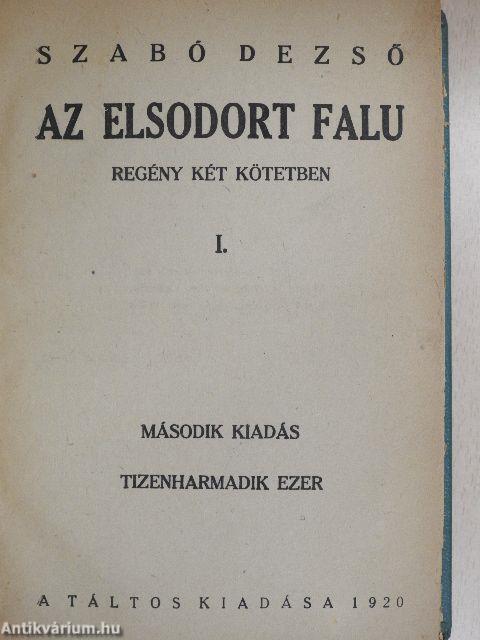 SZABÓ DEZSŐ
AZ ELSODORT FALU
REGÉNY KÉT KÖTETBEN
I.
MÁSODIK KIADÁS
TIZENHARMADIK EZER
A TÁLTOS KIADÁSA 1920
Antikvárium.hu